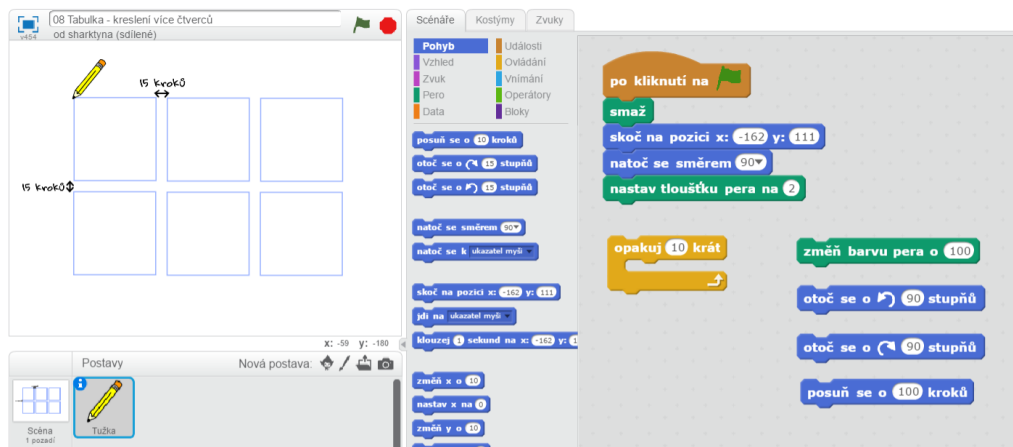 v454
08 Tabulka - kreslení více čtverců
od sharktyna (sdílené)
15 kroků
15 kroků
x: -59 y: -180
Postavy
Nová postava:
Scéna
1 pozadí
Tužka
Scénáře
Kostýmy
Zvuky
Pohyb
Události
Vzhled
Ovládání
Zvuk
Vnímání
Pero
Operátory
Data
Bloky
posuň se o 10 kroků
otoč se o 15 stupňů
otoč se o 15 stupňů
natoč se směrem 90
natoč se k ukazatel myši
skoč na pozici x: -162 y: 111
jdi na ukazatel myši
klouzej 1 sekund na x: -162 y: 1
změň x o 10
nastav x na 0
změň y o 10
po kliknutí na
smaž
skoč na pozici x: -162 y: 111
natoč se směrem 90
nastav tloušťku pera na 2
opakuj 10 krát
změň barvu pera o 100
otoč se o 90 stupňů
otoč se o 90 stupňů
posuň se o 100 kroků